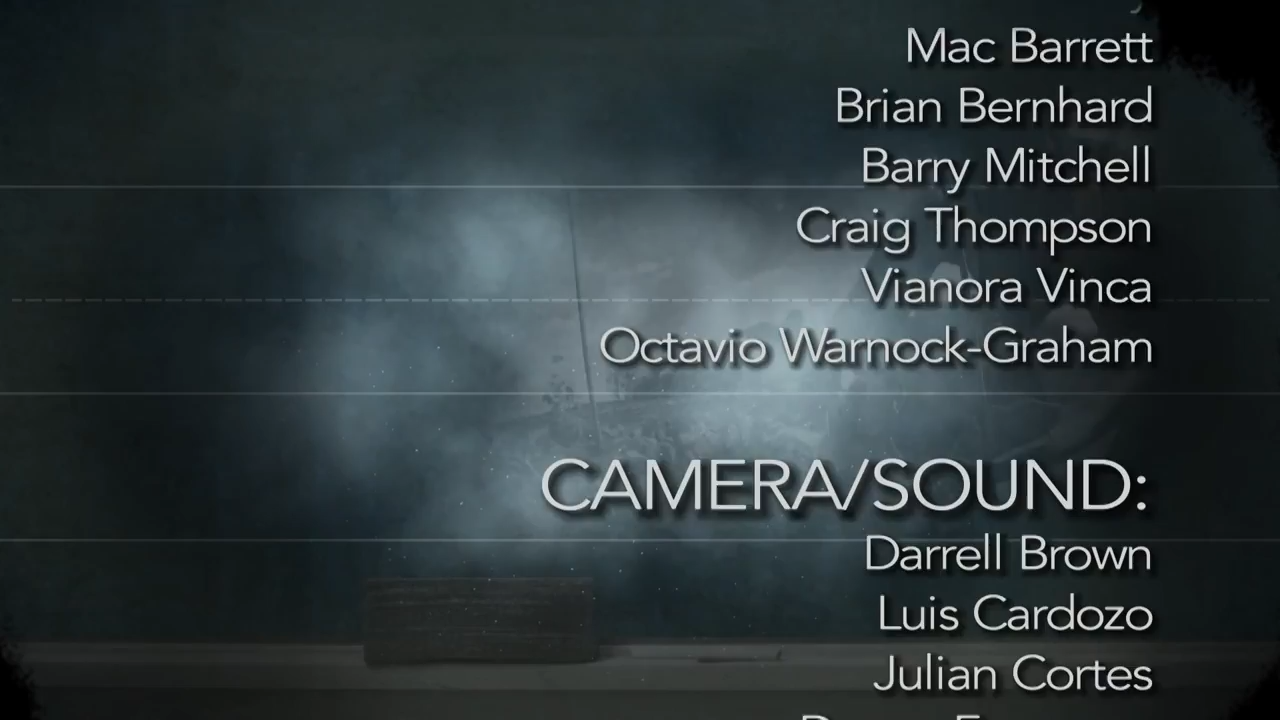 Mac Barrett
Brian Bernhard
Barry Mitchell
Craig Thompson
Vianora Vinca
Octavio Warnock-Graham
CAMERA/SOUND:
Darrell Brown
Luis Cardozo
Julian Cortes